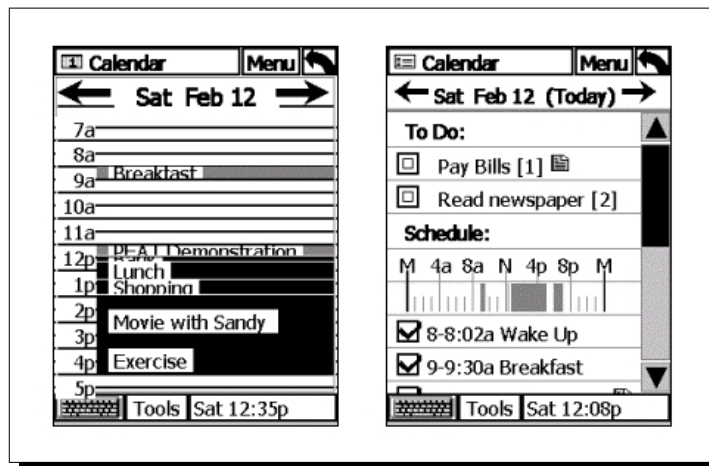 Calendar Menu
Sat Feb 12
7a
8a
Breakfast
9a
10a
11a
PEAT Demonstration
12p Bank
Lunch
1p Shopping
2p
Movie with Sandy
3p
4p Exercise
5p
Tools Sat 12:35p
Calendar Menu
Sat Feb 12 (Today)
To Do:
Pay Bills [1]
Read newspaper [2]
Schedule:
M 4a 8a N 4p 8p M
8-8:02a Wake Up
9-9:30a Breakfast
Tools Sat 12:08p